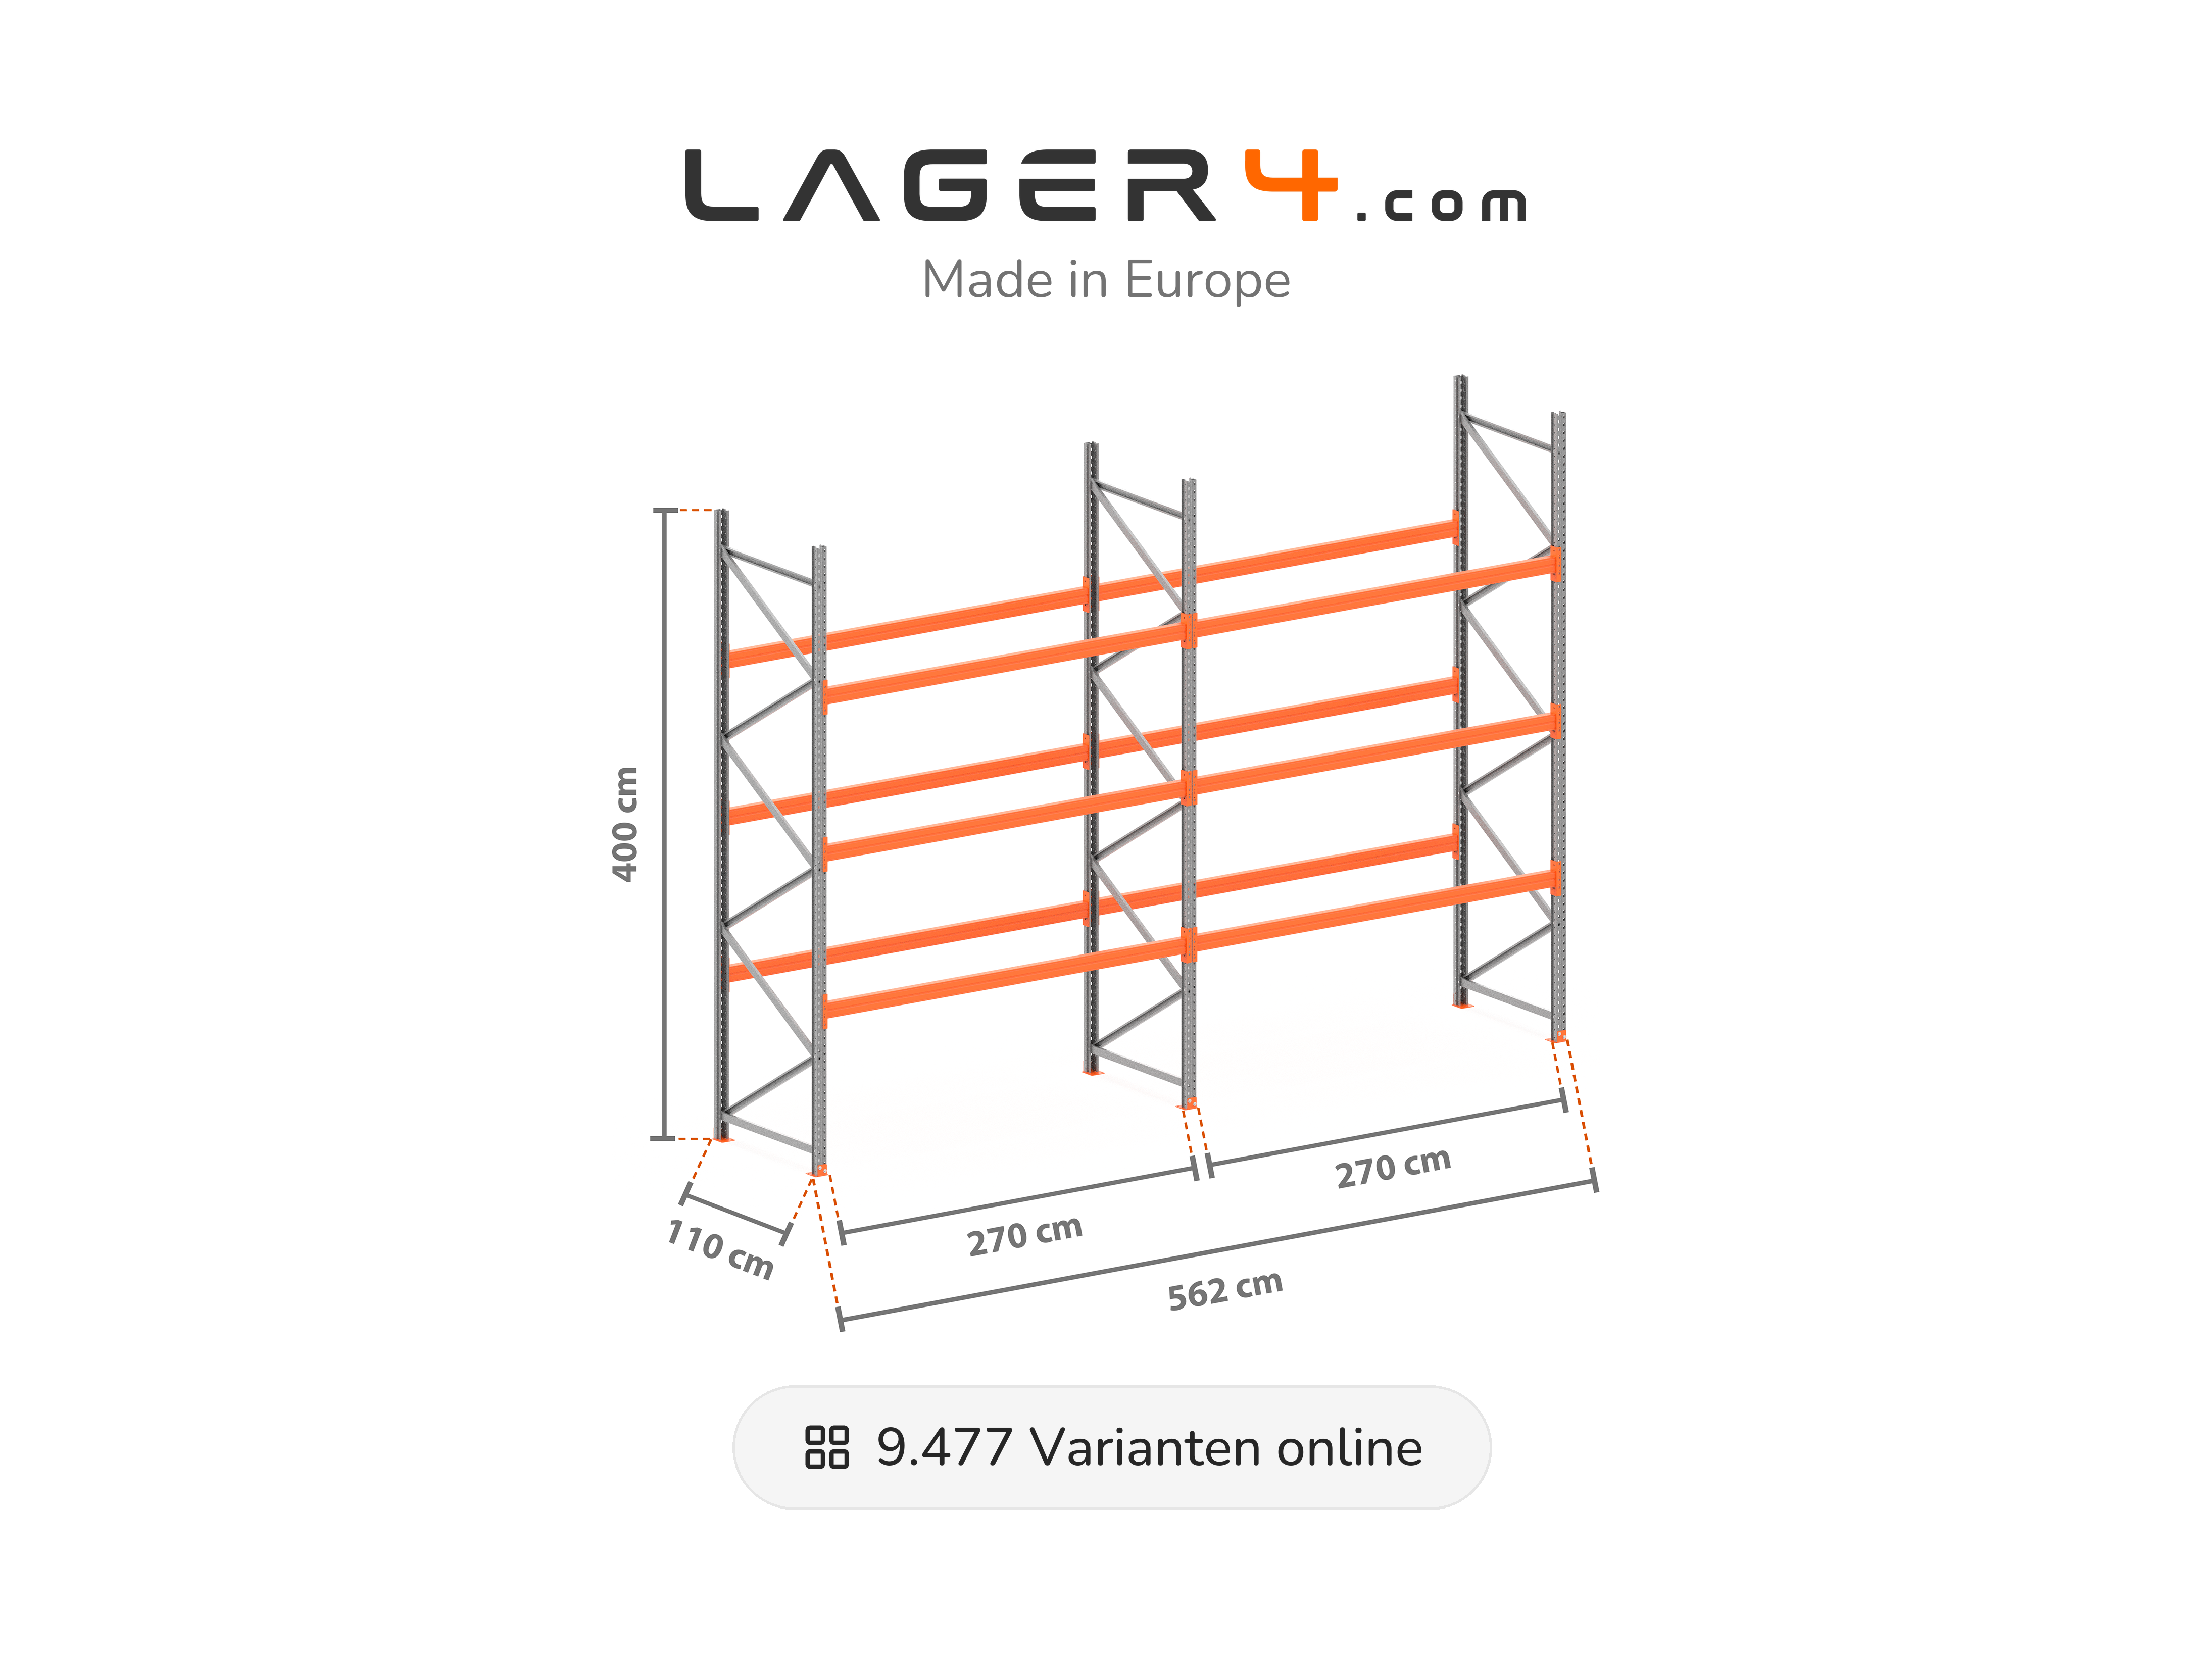 LAGER4.com
Made in Europe
400 cm
110 cm
270 cm
270 cm
562 cm
9.477 Varianten online